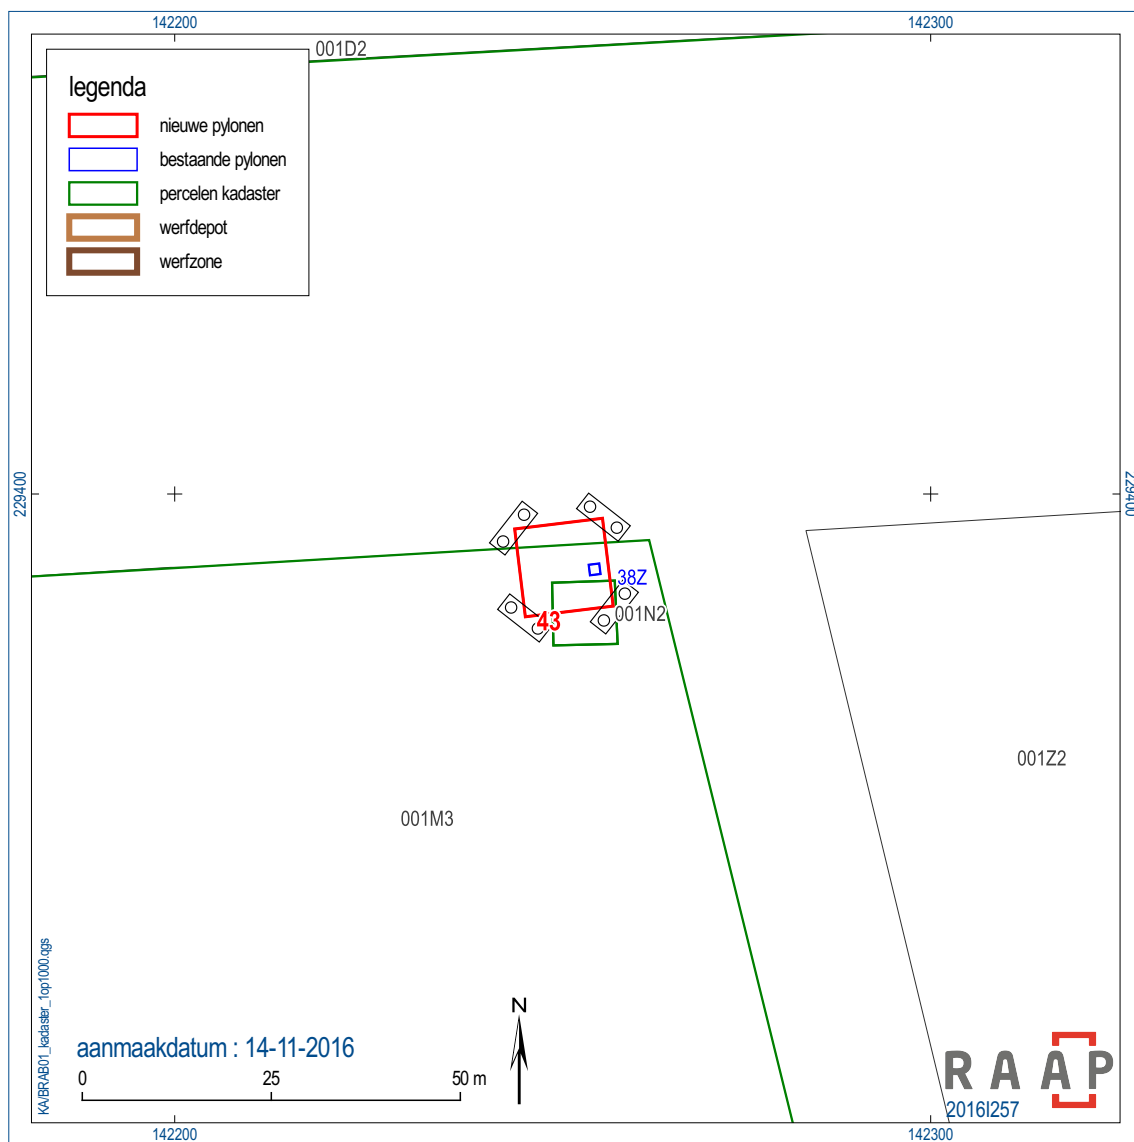 142200
142300
001D2
legenda
nieuwe pylonen
bestaande pylonen
percelen kadaster
werfdepot
werfzone
229400
229400
38Z
43
001N2
001Z2
001M3
KA/BRAB01_kadaster_1op1000.qgs
N
aanmaakdatum : 14-11-2016
0 25 50 m
RAAP
2016I257
142200
142300